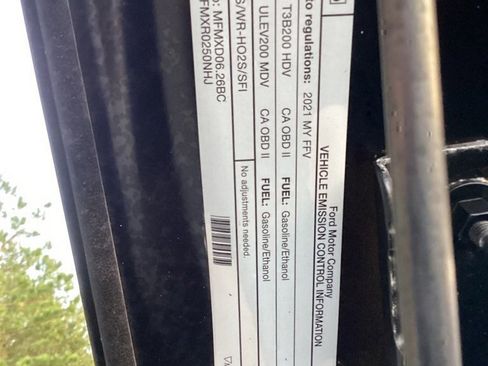 Ford Motor Company
VEHICLE EMISSION CONTROL INFORMATION
to regulations: 2021 MY FFV
T3B200 HDV CA OBD II FUEL: Gasoline/Ethanol
ULEV200 MDV CA OBD II FUEL: Gasoline/Ethanol
S/WR-HO2S/SFI No adjustments needed.
: MFMXD06.26BC
FMXR0250NHJ